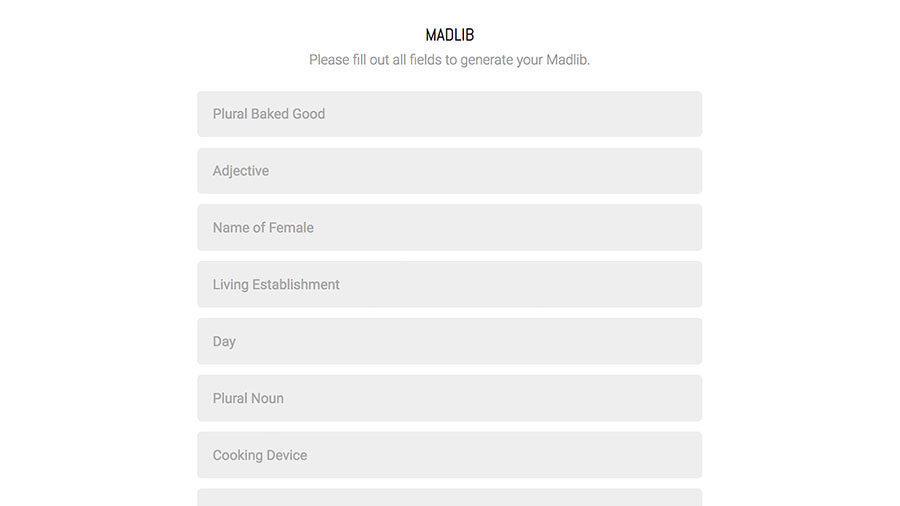 MADLIB
Please fill out all fields to generate your Madlib.
Plural Baked Good
Adjective
Name of Female
Living Establishment
Day
Plural Noun
Cooking Device